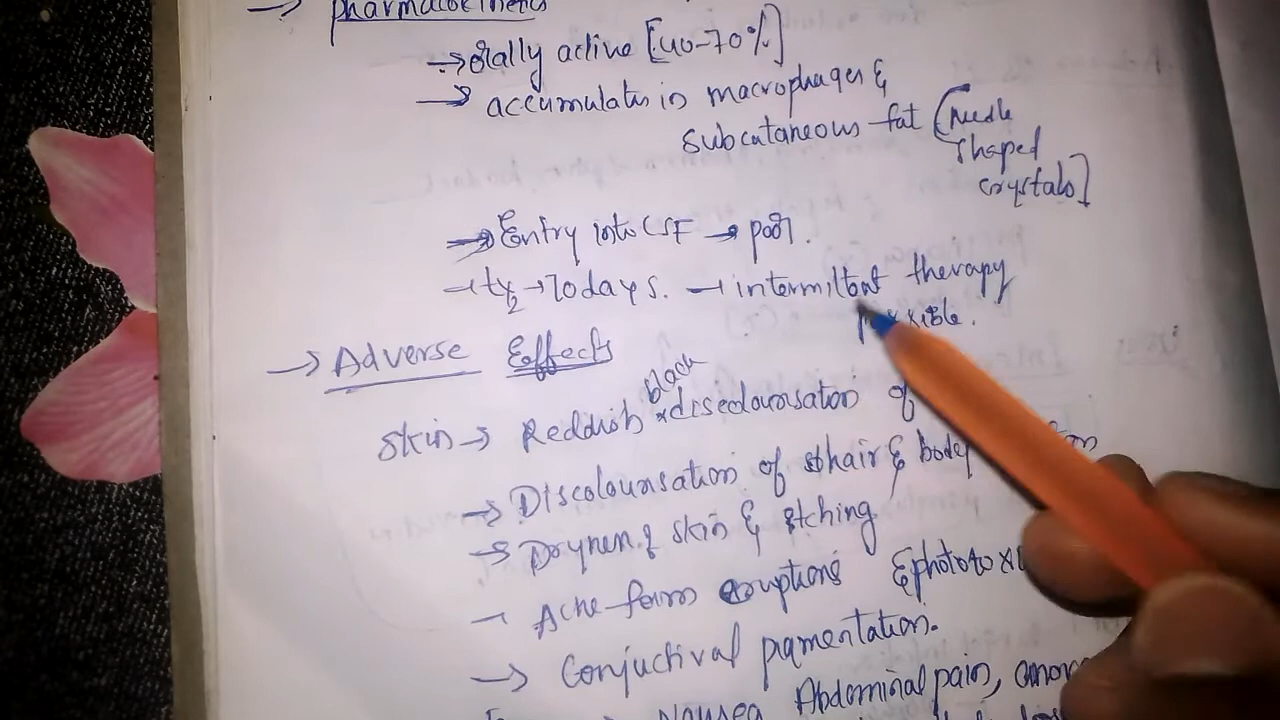 → pharmacokinetics
→ Orally active [40-70%]
→ accumulates in macrophages &
subcataneous fat (Needle
shaped
crystals]
→ Entry into CSF → poor.
→ t½ → 70 days. → intermittent therapy
possible.
→ Adverse Effects
black
Skin → Reddish discolouration of
→ Discolouration of hair & body
→ Dryness of skin & itching
→ Acne form eruptions & phototoxi
→ Conjuctival pigmentation.
Nausea Abdominal pain, anor